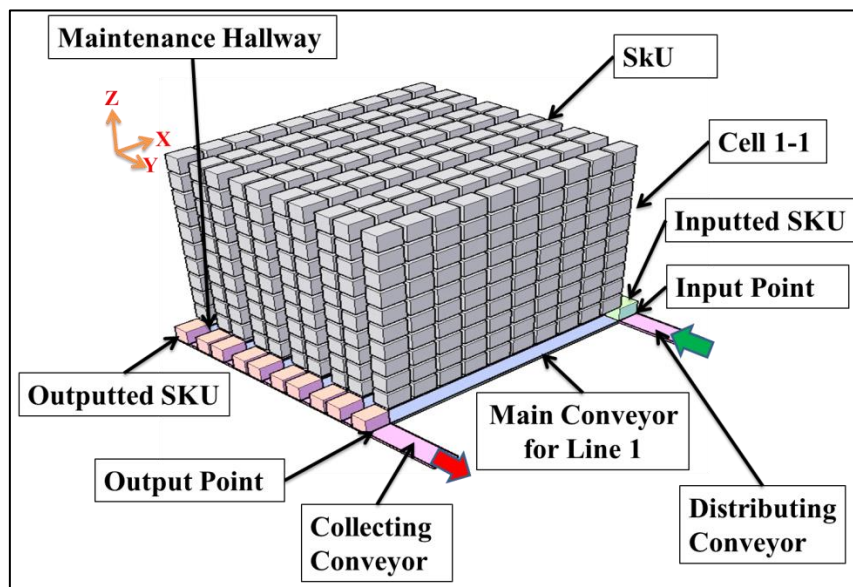 Maintenance Hallway
SkU
Z
X
Y
Cell 1-1
Inputted SKU
Input Point
Outputted SKU
Main Conveyor
for Line 1
Output Point
Collecting
Conveyor
Distributing
Conveyor